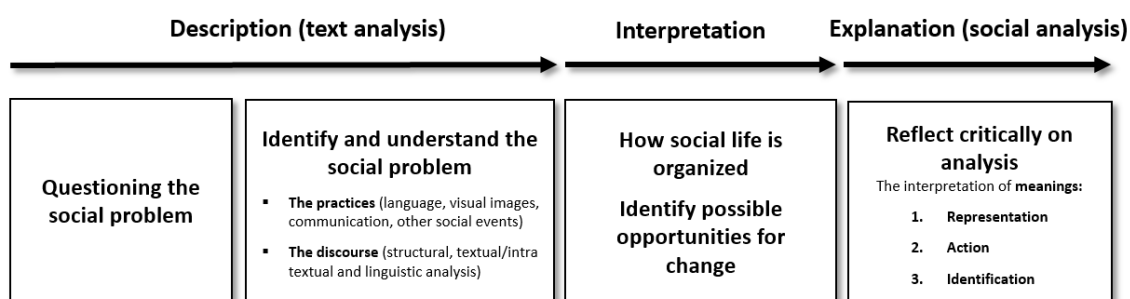 Description (text analysis)
Interpretation
Explanation (social analysis)
Questioning the
social problem
Identify and understand the
social problem
▪ The practices (language, visual images,
communication, other social events)
▪ The discourse (structural, textual/intra
textual and linguistic analysis)
How social life is
organized
Identify possible
opportunities for
change
Reflect critically on
analysis
The interpretation of meanings:
1. Representation
2. Action
3. Identification